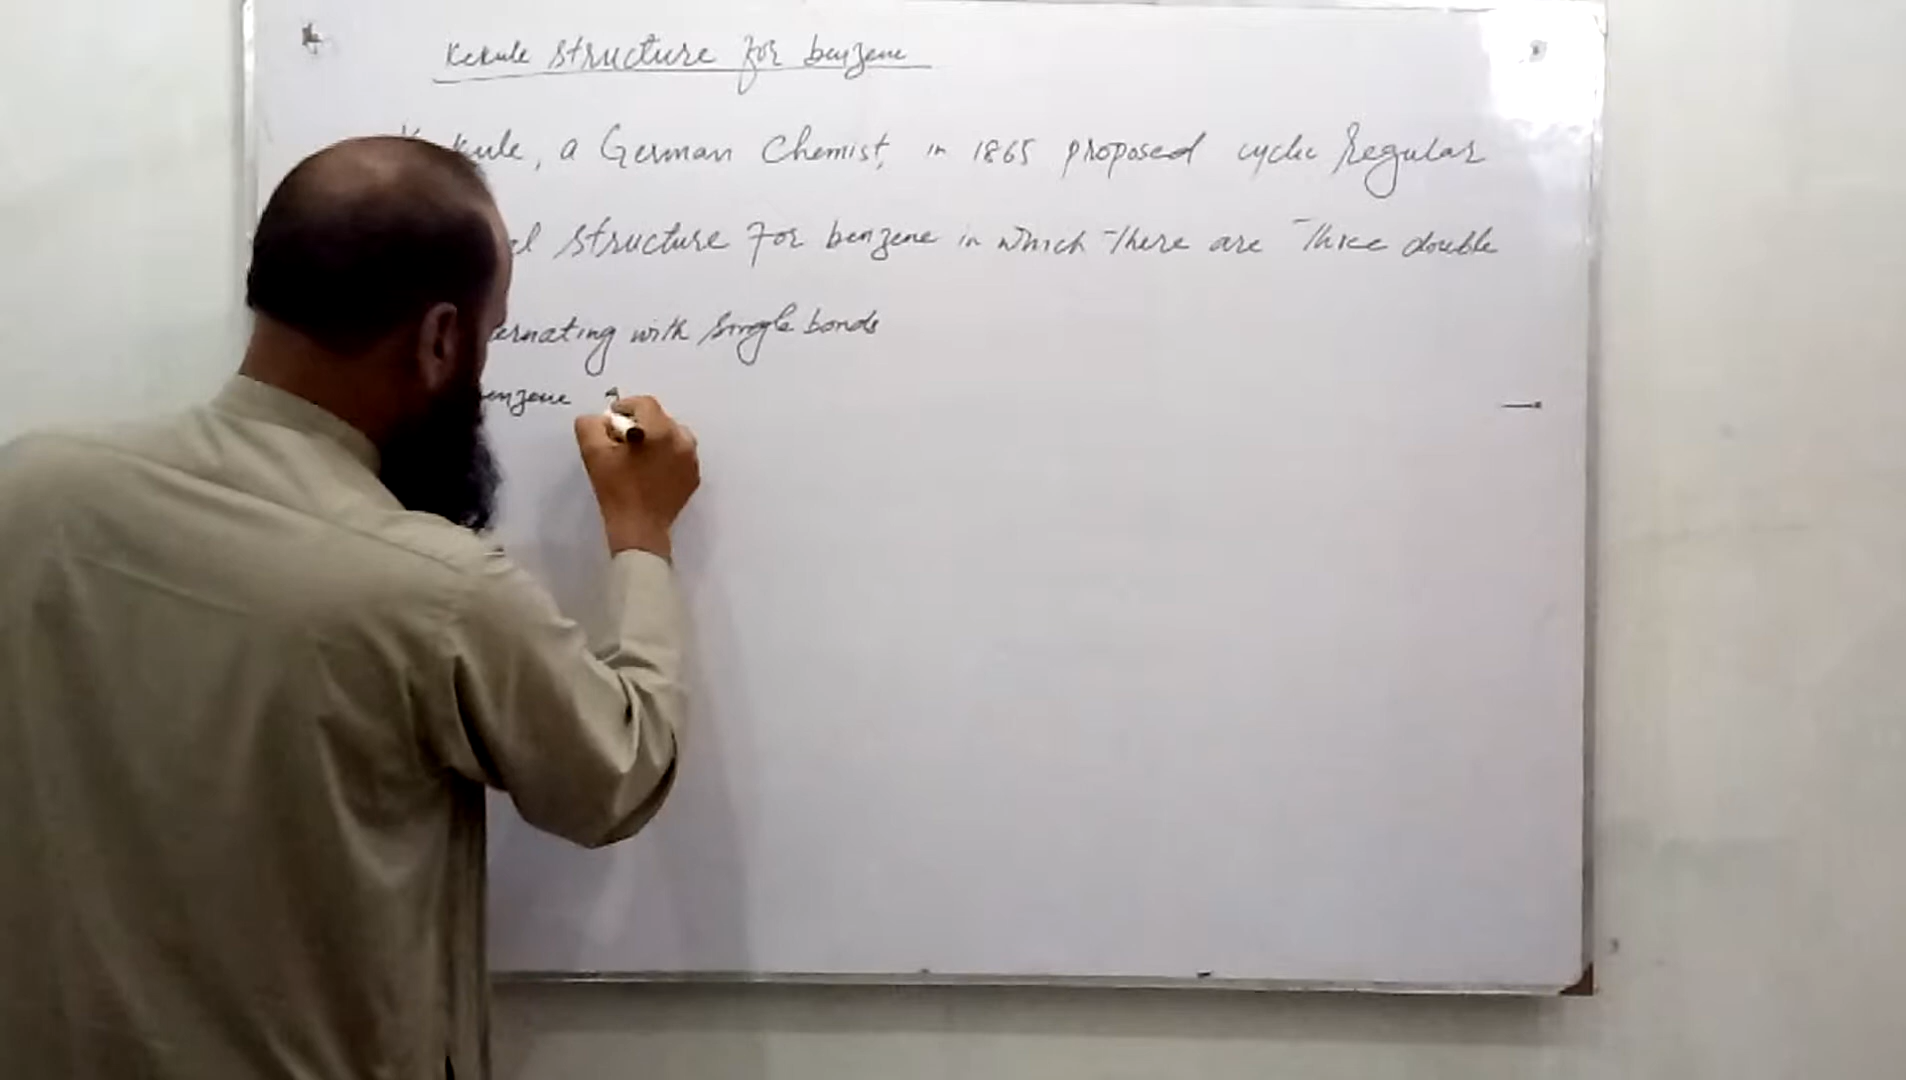 Kekule structure for benzene
kule, a German Chemist, in 1865 proposed cyclic Regular
structure for benzene in which there are three double
ernating with single bonds
enzene